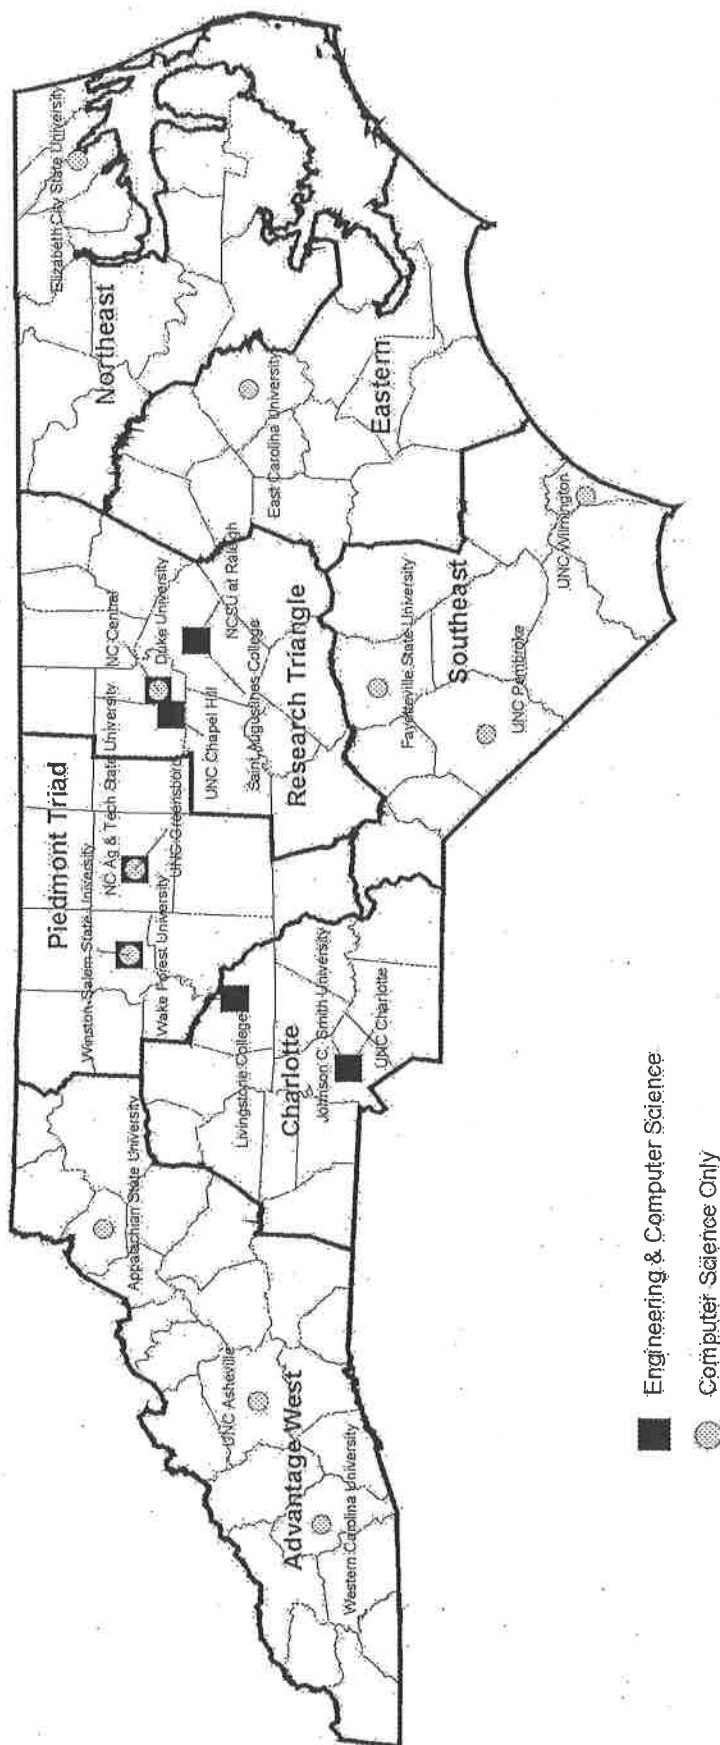 Elizabeth City State University
Northeast
East Carolina University
Eastern
NC Central
Duke University
NCSU at Raleigh
UNC Chapel Hill
Saint Augustines College
Research Triangle
Piedmont Triad
Winston-Salem State University
NC Ag & Tech State University
UNC Greensboro
Wake Forest University
Fayetteville State University
Southeast
UNC Wilmington
UNC Pembroke
Livingstone College
Charlotte
Johnson C. Smith University
UNC Charlotte
Appalachian State University
UNC Asheville
Advantage West
Western Carolina University
Engineering & Computer Science
Computer Science Only